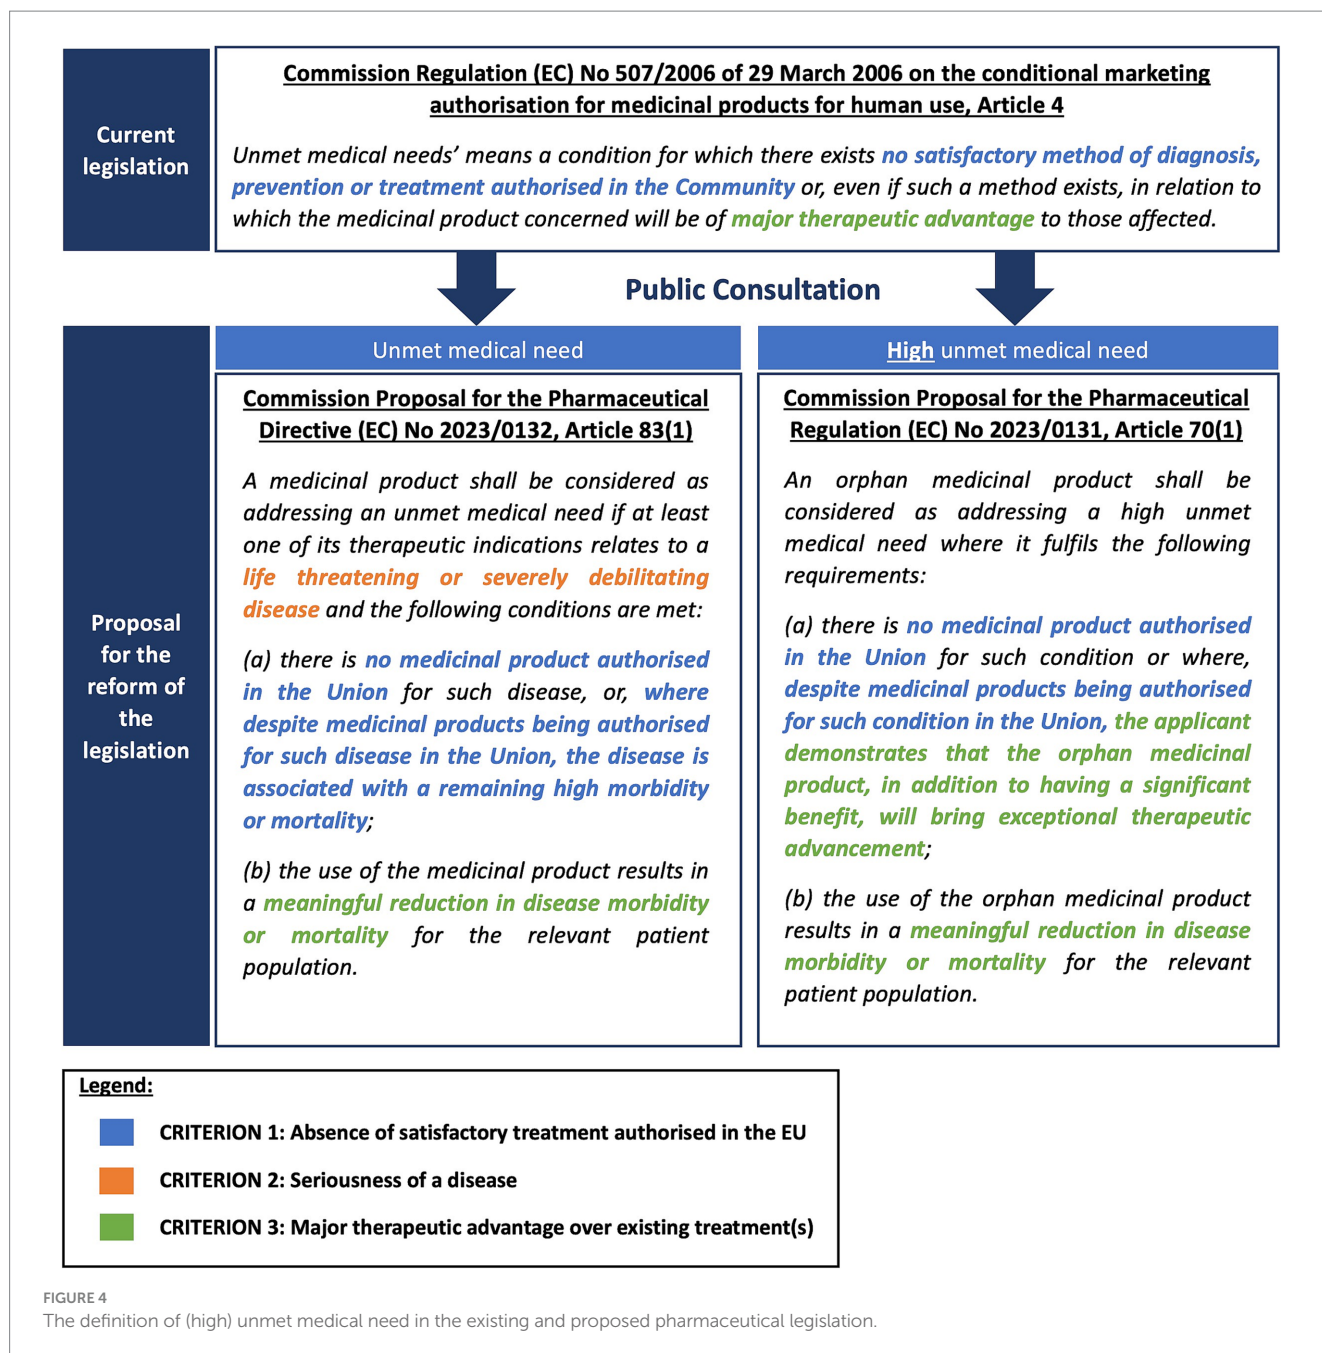 Current
legislation
Commission Regulation (EC) No 507/2006 of 29 March 2006 on the conditional marketing
authorisation for medicinal products for human use, Article 4
Unmet medical needs’ means a condition for which there exists no satisfactory method of diagnosis,
prevention or treatment authorised in the Community or, even if such a method exists, in relation to
which the medicinal product concerned will be of major therapeutic advantage to those affected.
Public Consultation
Proposal
for the
reform of
the
legislation
Unmet medical need
Commission Proposal for the Pharmaceutical
Directive (EC) No 2023/0132, Article 83(1)
A medicinal product shall be considered as
addressing an unmet medical need if at least
one of its therapeutic indications relates to a
life threatening or severely debilitating
disease and the following conditions are met:
(a) there is no medicinal product authorised
in the Union for such disease, or, where
despite medicinal products being authorised
for such disease in the Union, the disease is
associated with a remaining high morbidity
or mortality;
(b) the use of the medicinal product results in
a meaningful reduction in disease morbidity
or mortality for the relevant patient
population.
High unmet medical need
Commission Proposal for the Pharmaceutical
Regulation (EC) No 2023/0131, Article 70(1)
An orphan medicinal product shall be
considered as addressing a high unmet
medical need where it fulfils the following
requirements:
(a) there is no medicinal product authorised
in the Union for such condition or where,
despite medicinal products being authorised
for such condition in the Union, the applicant
demonstrates that the orphan medicinal
product, in addition to having a significant
benefit, will bring exceptional therapeutic
advancement;
(b) the use of the orphan medicinal product
results in a meaningful reduction in disease
morbidity or mortality for the relevant
patient population.
Legend:
CRITERION 1: Absence of satisfactory treatment authorised in the EU
CRITERION 2: Seriousness of a disease
CRITERION 3: Major therapeutic advantage over existing treatment(s)
FIGURE 4
The definition of (high) unmet medical need in the existing and proposed pharmaceutical legislation.